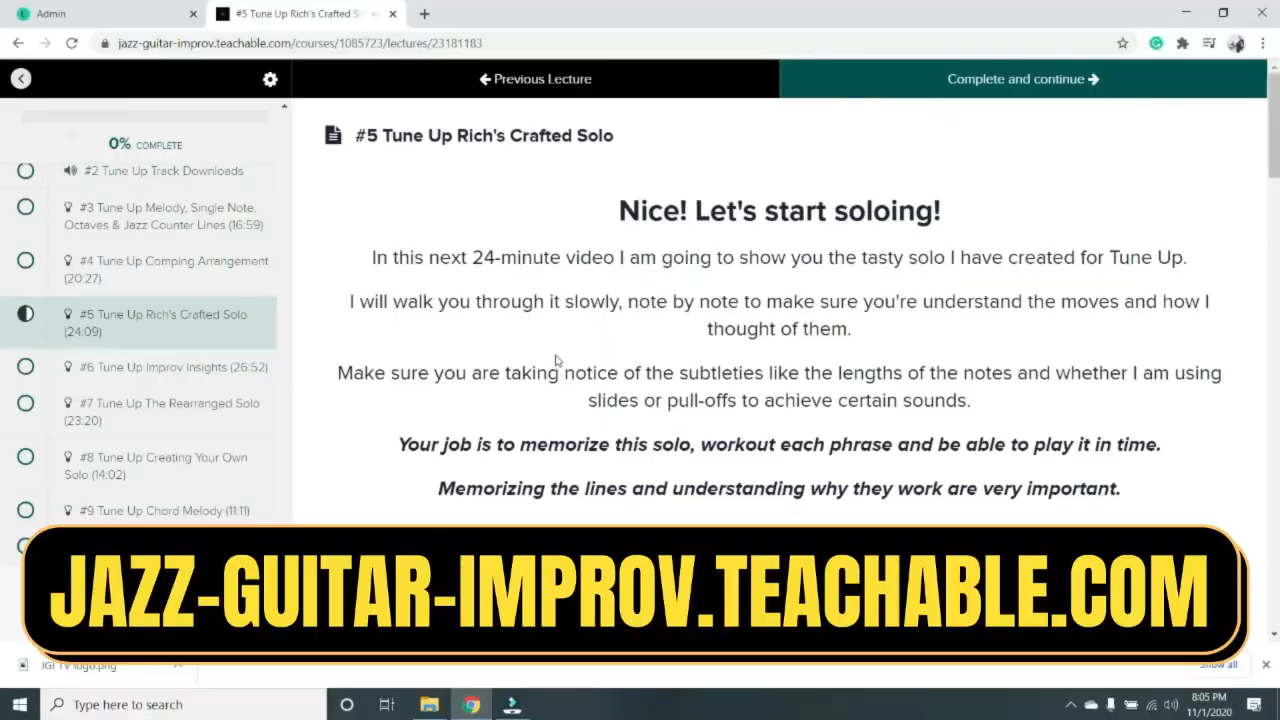 Admin
#5 Tune Up Rich's Crafted So
jazz-guitar-improv.teachable.com/courses/1085723/lectures/23181183
Previous Lecture
Complete and continue
0% COMPLETE
#2 Tune Up Track Downloads
#3 Tune Up Melody, Single Note,
Octaves & Jazz Counter Lines (16:59)
#4 Tune Up Comping Arrangement
(20:27)
#5 Tune Up Rich's Crafted Solo
(24:09)
#6 Tune Up Improv Insights (26:52)
#7 Tune Up The Rearranged Solo
(23:20)
#8 Tune Up Creating Your Own
Solo (14:02)
#9 Tune Up Chord Melody (11:11)
#5 Tune Up Rich's Crafted Solo
Nice! Let's start soloing!
In this next 24-minute video I am going to show you the tasty solo I have created for Tune Up.
I will walk you through it slowly, note by note to make sure you're understand the moves and how I
thought of them.
Make sure you are taking notice of the subtleties like the lengths of the notes and whether I am using
slides or pull-offs to achieve certain sounds.
Your job is to memorize this solo, workout each phrase and be able to play it in time.
Memorizing the lines and understanding why they work are very important.
JAZZ-GUITAR-IMPROV.TEACHABLE.COM
JGI TV logo.png
Show all
Type here to search
8:05 PM
11/1/2020